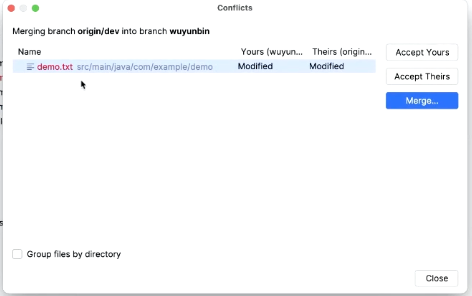 Conflicts
Merging branch origin/dev into branch wuyunbin
Name Yours (wuyun... Theirs (origin...
demo.txt src/main/java/com/example/demo Modified Modified
Accept Yours
Accept Theirs
Merge...
Group files by directory
Close